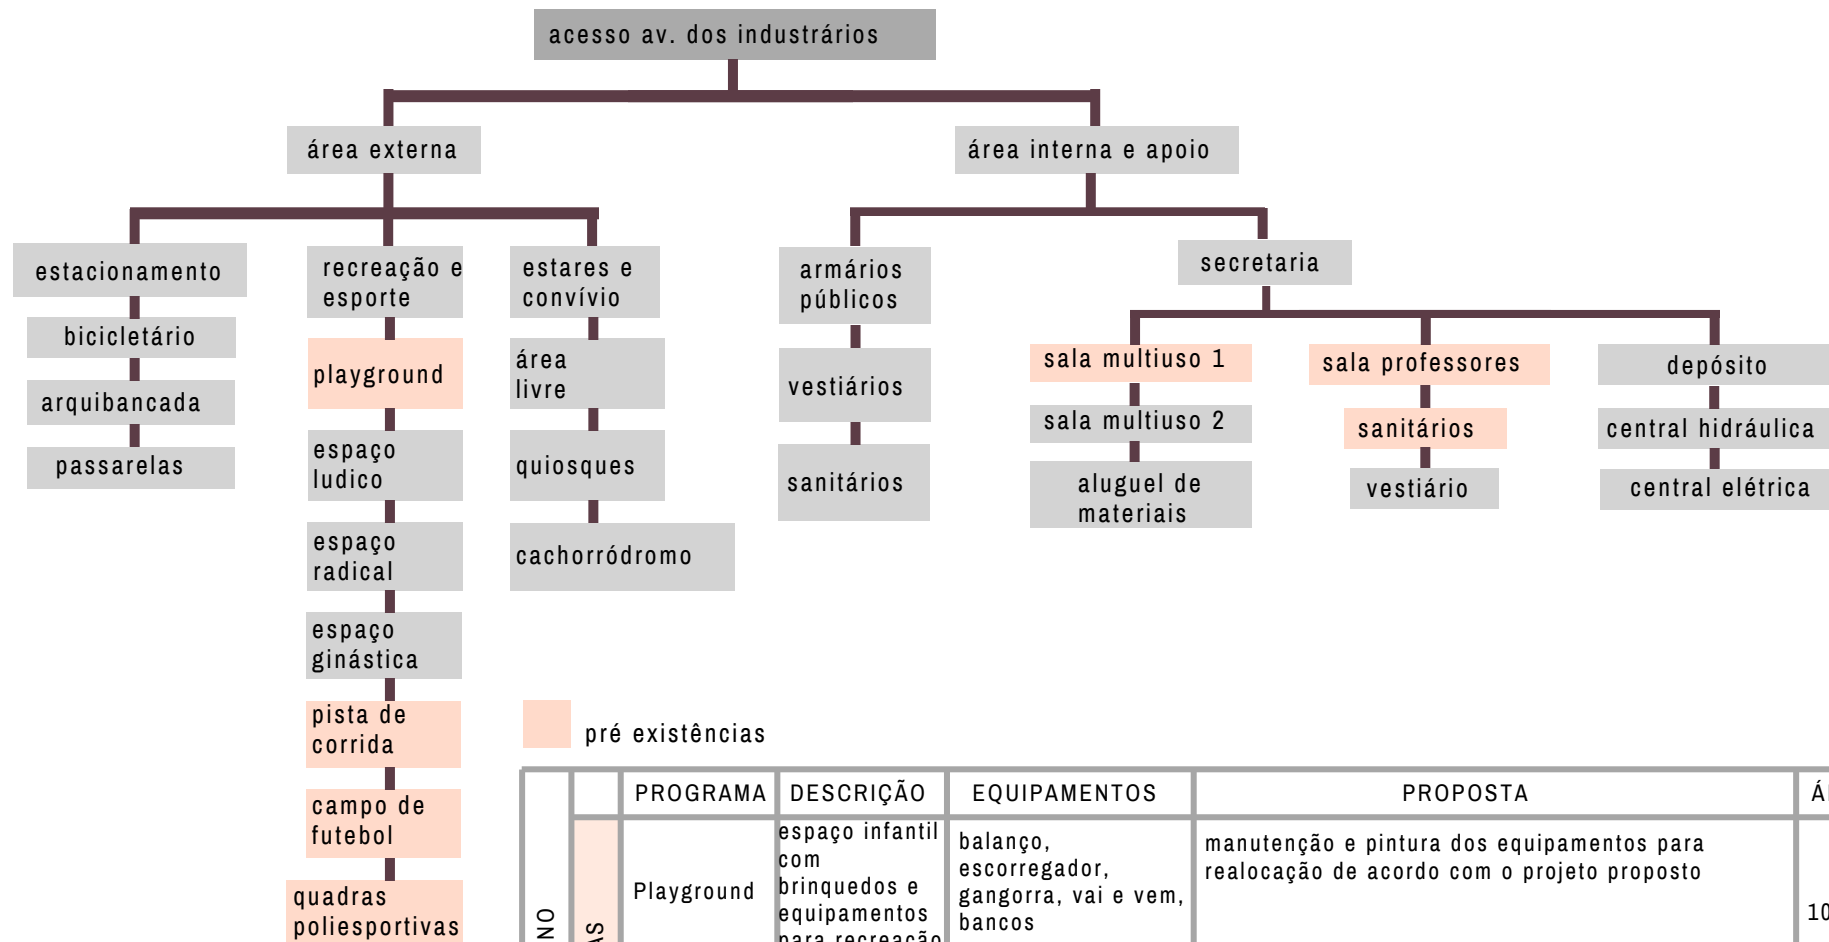 acesso av. dos industrários
área externa
área interna e apoio
estacionamento
bicicletário
arquibancada
passarelas
recreação e
esporte
playground
espaço
ludico
espaço
radical
espaço
ginástica
pista de
corrida
campo de
futebol
quadras
poliesportivas
estares e
convívio
área
livre
quiosques
cachorródromo
armários
públicos
vestiários
sanitários
secretaria
sala multiuso 1
sala multiuso 2
aluguel de
materiais
sala professores
sanitários
vestiário
depósito
central hidráulica
central elétrica
pré existências
PROGRAMA
DESCRIÇÃO
EQUIPAMENTOS
PROPOSTA
Playground
espaço infantil
com
brinquedos e
equipamentos
para recreação
balanço,
escorregador,
gangorra, vai e vem,
bancos
manutenção e pintura dos equipamentos para
realocação de acordo com o projeto proposto